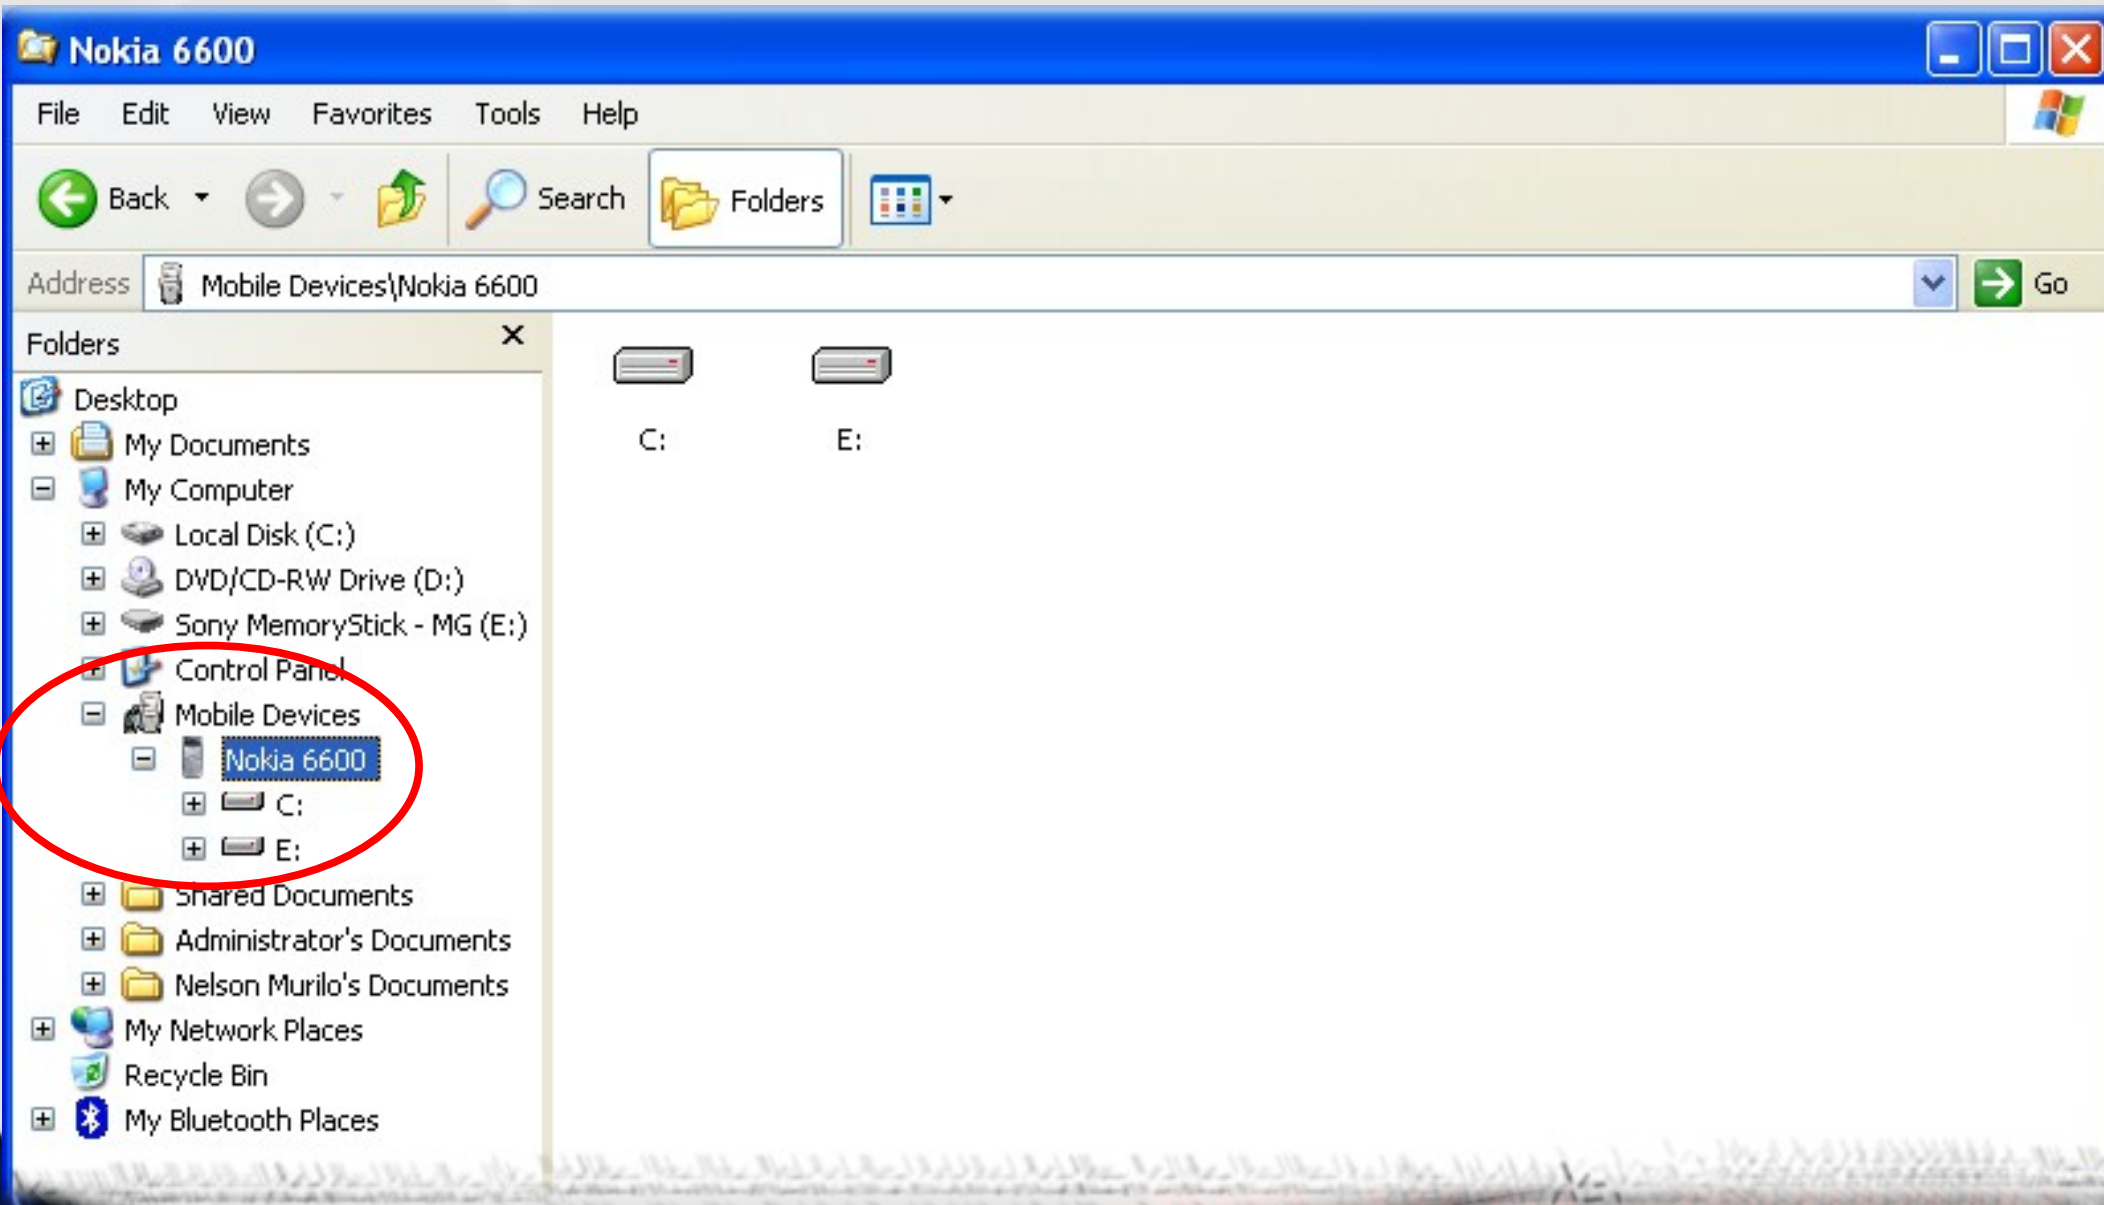 Nokia 6600
File Edit View Favorites Tools Help
Back Search Folders
Address Mobile Devices\Nokia 6600 Go
Folders
Desktop
My Documents
My Computer
Local Disk (C:)
DVD/CD-RW Drive (D:)
Sony MemoryStick - MG (E:)
Control Panel
Mobile Devices
Nokia 6600
C:
E:
Shared Documents
Administrator's Documents
Nelson Murilo's Documents
My Network Places
Recycle Bin
My Bluetooth Places
C: E: